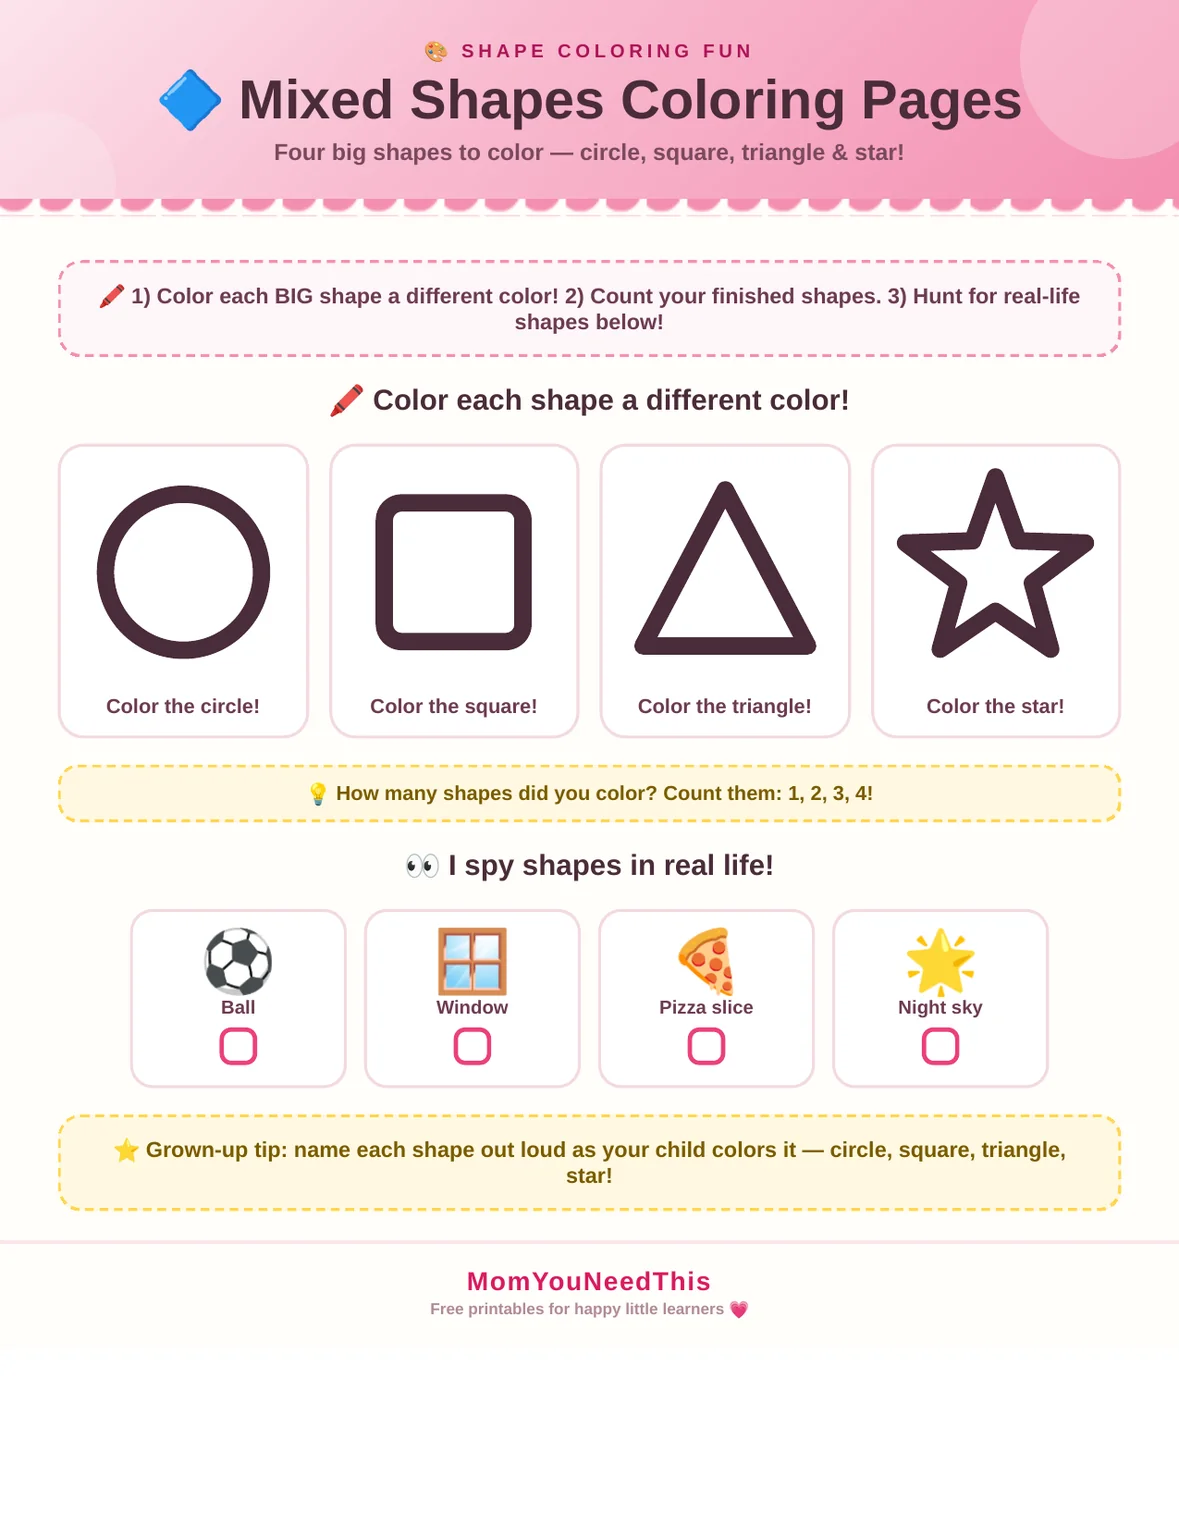 🎨 SHAPE COLORING FUN
🔷 Mixed Shapes Coloring Pages
Four big shapes to color — circle, square, triangle & star!
🖍️ 1) Color each BIG shape a different color! 2) Count your finished shapes. 3) Hunt for real-life
shapes below!
🖍️ Color each shape a different color!
Color the circle!
Color the square!
Color the triangle!
Color the star!
💡 How many shapes did you color? Count them: 1, 2, 3, 4!
👀 I spy shapes in real life!
Ball
Window
Pizza slice
Night sky
⭐ Grown-up tip: name each shape out loud as your child colors it — circle, square, triangle,
star!
MomYouNeedThis
Free printables for happy little learners 💗